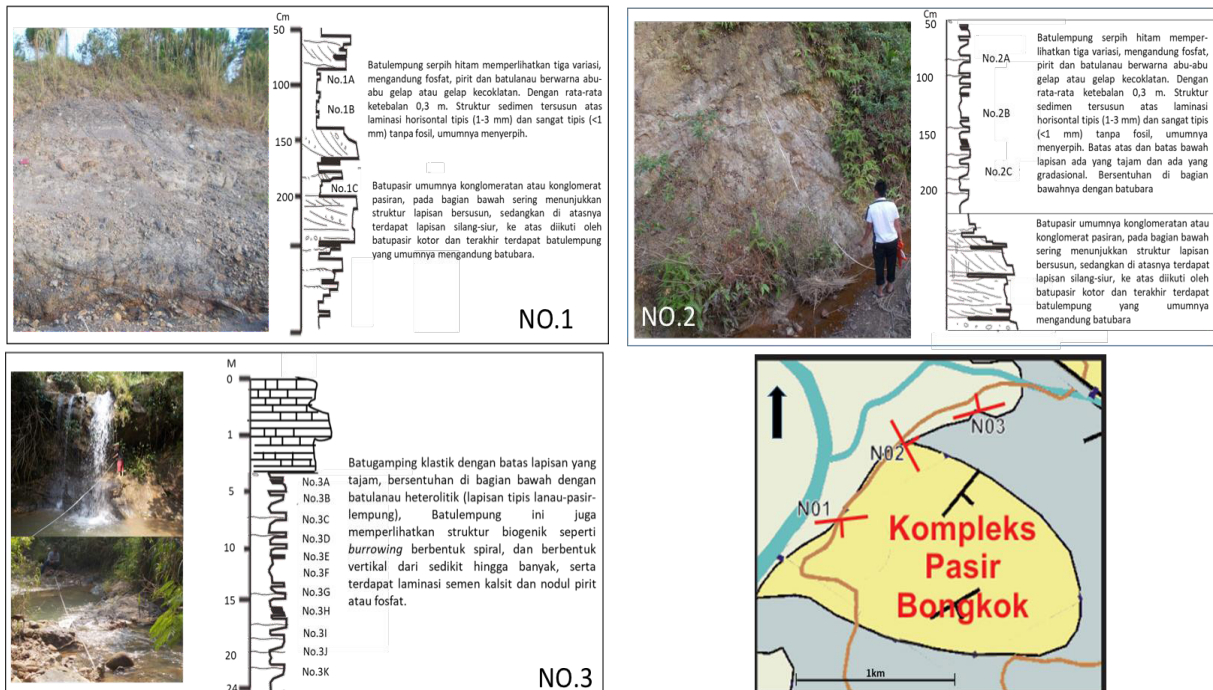 Cm
50
100
150
200
No.1A
No.1B
No.1C
Batulempung serpih hitam memperlihatkan tiga variasi,
mengandung fosfat, pirit dan batulanau berwarna abu-
abu gelap atau gelap kecoklatan. Dengan rata-rata
ketebalan 0,3 m. Struktur sedimen tersusun atas
laminasi horisontal tipis (1-3 mm) dan sangat tipis (<1
mm) tanpa fosil, umumnya menyerpih.
Batupasir umumnya konglomeratan atau konglomerat
pasiran, pada bagian bawah sering menunjukkan
struktur lapisan bersusun, sedangkan di atasnya
terdapat lapisan silang-siur, ke atas diikuti oleh
batupasir kotor dan terakhir terdapat batulempung
yang umumnya mengandung batubara.
NO.1
NO.2
Cm
50
100
150
200
No.2A
No.2B
No.2C
Batulempung serpih hitam memper-
lihatkan tiga variasi, mengandung fosfat,
pirit dan batulanau berwarna abu-abu
gelap atau gelap kecoklatan. Dengan
rata-rata ketebalan 0,3 m. Struktur
sedimen tersusun atas laminasi
horisontal tipis (1-3 mm) dan sangat tipis
(<1 mm) tanpa fosil, umumnya
menyerpih. Batas atas dan batas bawah
lapisan ada yang tajam dan ada yang
gradasional. Bersentuhan di bagian
bawahnya dengan batubara
Batupasir umumnya konglomeratan atau
konglomerat pasiran, pada bagian bawah
sering menunjukkan struktur lapisan
bersusun, sedangkan di atasnya terdapat
lapisan silang-siur, ke atas diikuti oleh
batupasir kotor dan terakhir terdapat
batulempung yang umumnya
mengandung batubara
M
0
1
5
10
15
20
24
No.3A
No.3B
No.3C
No.3D
No.3E
No.3F
No.3G
No.3H
No.3I
No.3J
No.3K
Batugamping klastik dengan batas lapisan yang
tajam, bersentuhan di bagian bawah dengan
batulanau heterolitik (lapisan tipis lanau-pasir-
lempung), Batulempung ini juga
memperlihatkan struktur biogenik seperti
burrowing berbentuk spiral, dan berbentuk
vertikal dari sedikit hingga banyak, serta
terdapat laminasi semen kalsit dan nodul pirit
atau fosfat.
NO.3
N03
N02
N01
Kompleks
Pasir
Bongkok
1km